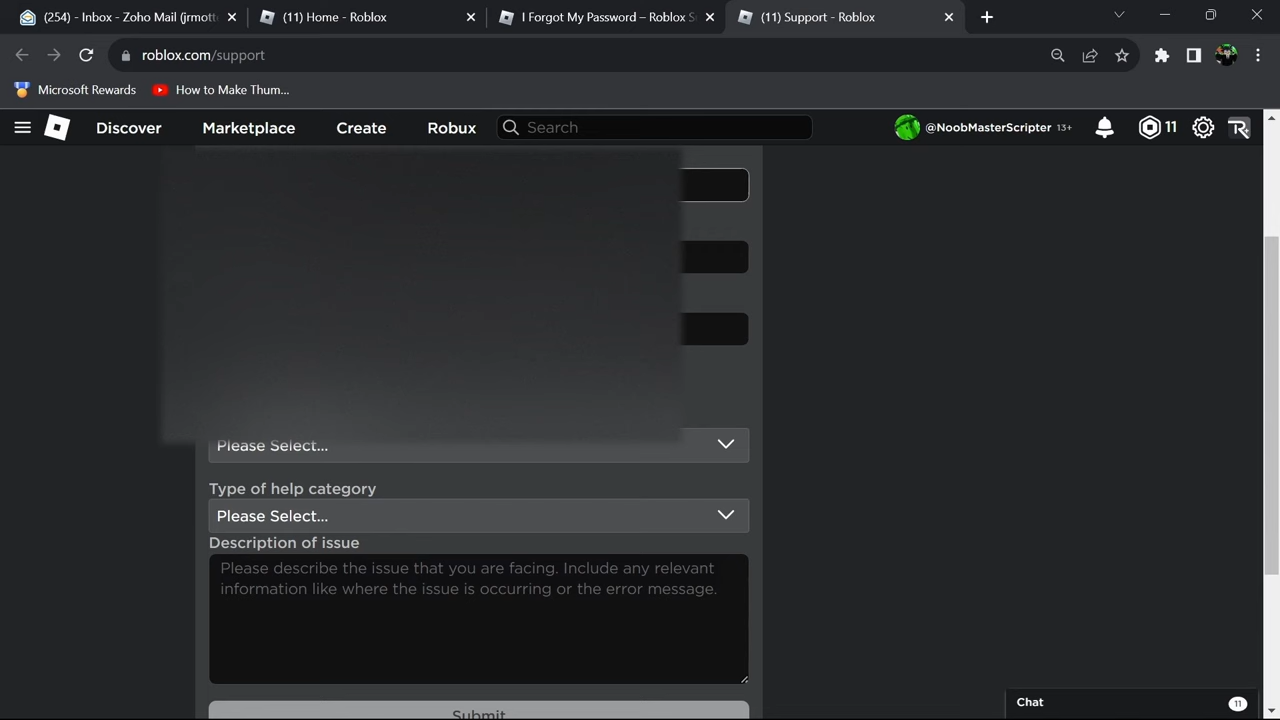 (254) - Inbox - Zoho Mail (jrmott
(11) Home - Roblox
I Forgot My Password – Roblox S
(11) Support - Roblox
roblox.com/support
Microsoft Rewards
How to Make Thum...
Discover
Marketplace
Create
Robux
Search
@NoobMasterScripter 13+
11
Please Select...
Type of help category
Please Select...
Description of issue
Please describe the issue that you are facing. Include any relevant
information like where the issue is occurring or the error message.
Submit
Chat
11